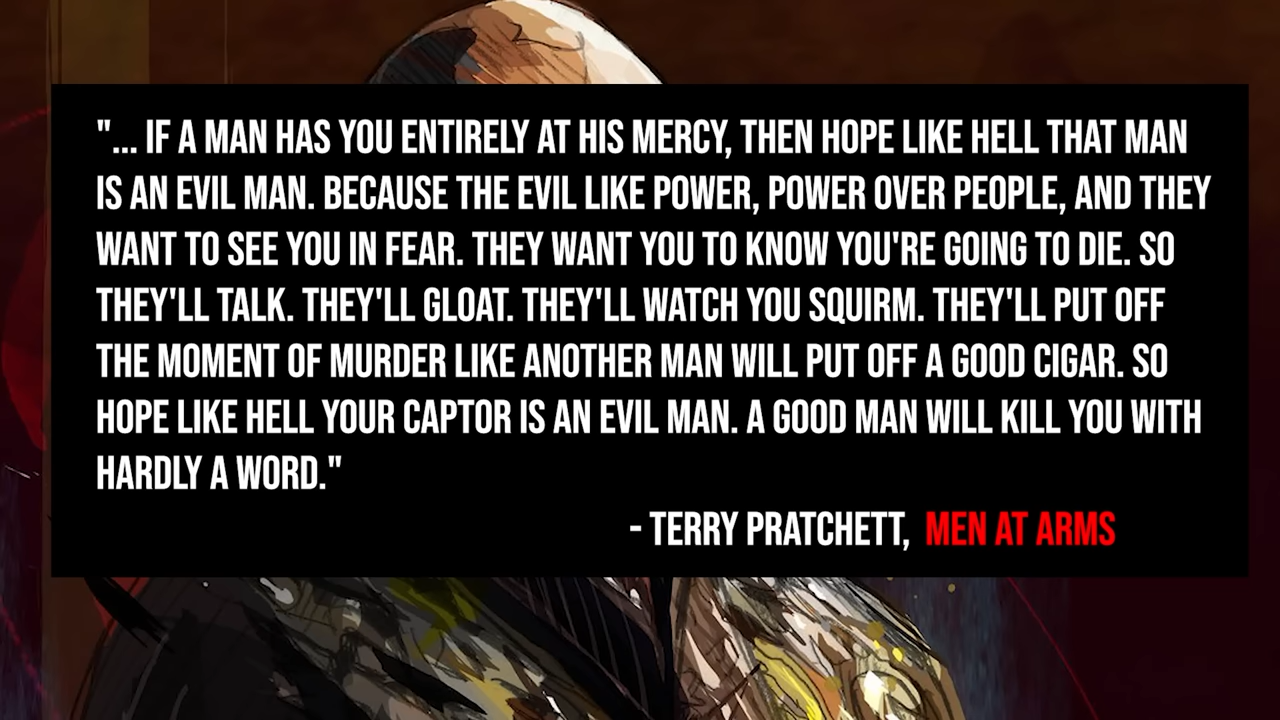 "... IF A MAN HAS YOU ENTIRELY AT HIS MERCY, THEN HOPE LIKE HELL THAT MAN
IS AN EVIL MAN. BECAUSE THE EVIL LIKE POWER, POWER OVER PEOPLE, AND THEY
WANT TO SEE YOU IN FEAR. THEY WANT YOU TO KNOW YOU'RE GOING TO DIE. SO
THEY'LL TALK. THEY'LL GLOAT. THEY'LL WATCH YOU SQUIRM. THEY'LL PUT OFF
THE MOMENT OF MURDER LIKE ANOTHER MAN WILL PUT OFF A GOOD CIGAR. SO
HOPE LIKE HELL YOUR CAPTOR IS AN EVIL MAN. A GOOD MAN WILL KILL YOU WITH
HARDLY A WORD."
- TERRY PRATCHETT, MEN AT ARMS